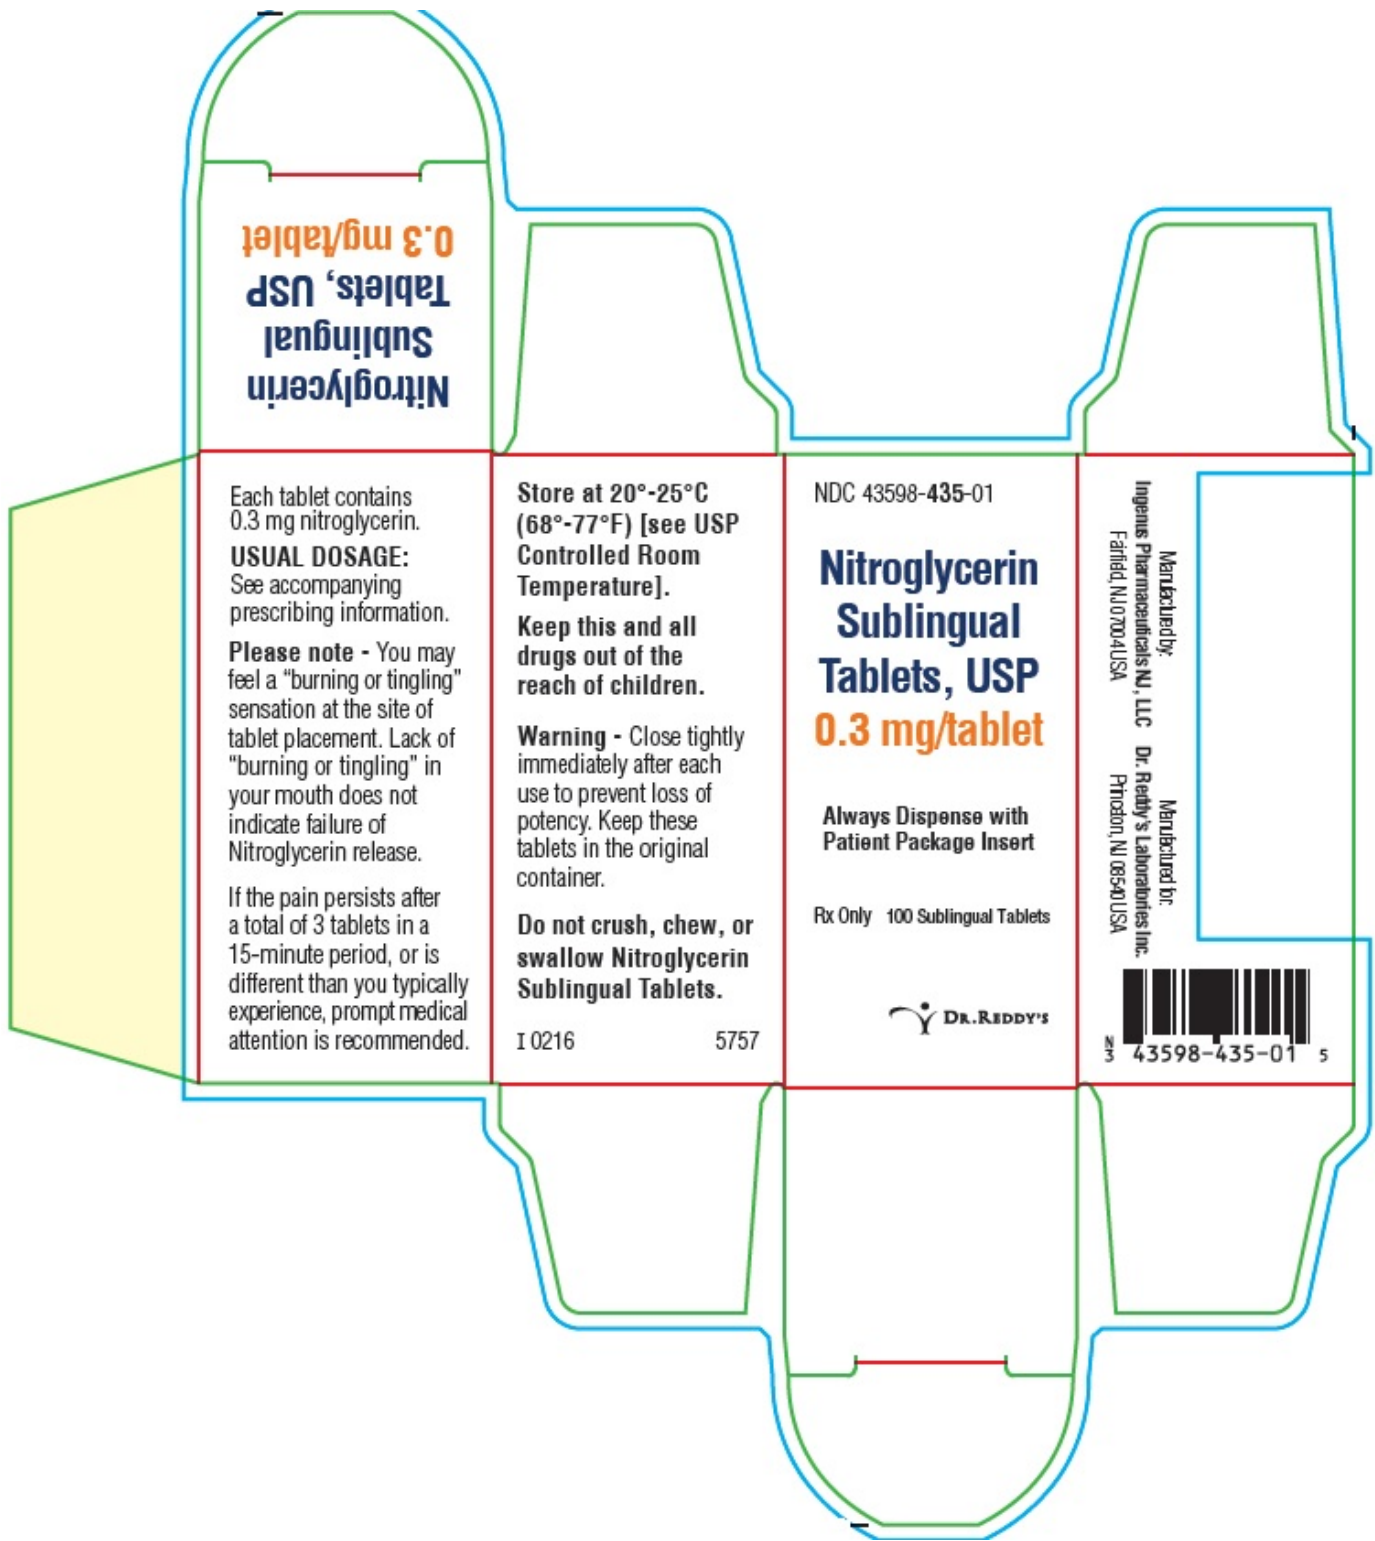 Nitroglycerin
Sublingual
Tablets, USP
0.3 mg/tablet
Each tablet contains
0.3 mg nitroglycerin.
USUAL DOSAGE:
See accompanying
prescribing information.
Please note - You may
feel a “burning or tingling”
sensation at the site of
tablet placement. Lack of
“burning or tingling” in
your mouth does not
indicate failure of
Nitroglycerin release.
If the pain persists after
a total of 3 tablets in a
15-minute period, or is
different than you typically
experience, prompt medical
attention is recommended.
Store at 20°-25°C
(68°-77°F) [see USP
Controlled Room
Temperature].
Keep this and all
drugs out of the
reach of children.
Warning - Close tightly
immediately after each
use to prevent loss of
potency. Keep these
tablets in the original
container.
Do not crush, chew, or
swallow Nitroglycerin
Sublingual Tablets.
I 0216 5757
NDC 43598-435-01
Nitroglycerin
Sublingual
Tablets, USP
0.3 mg/tablet
Always Dispense with
Patient Package Insert
Rx Only 100 Sublingual Tablets
DR.REDDY'S
Manufactured by:
Ingenus Pharmaceuticals NJ, LLC
Fairfield, NJ 07004 USA
Manufactured for:
Dr. Reddy's Laboratories Inc.
Princeton, NJ 08540 USA
N
3 43598-435-01 5